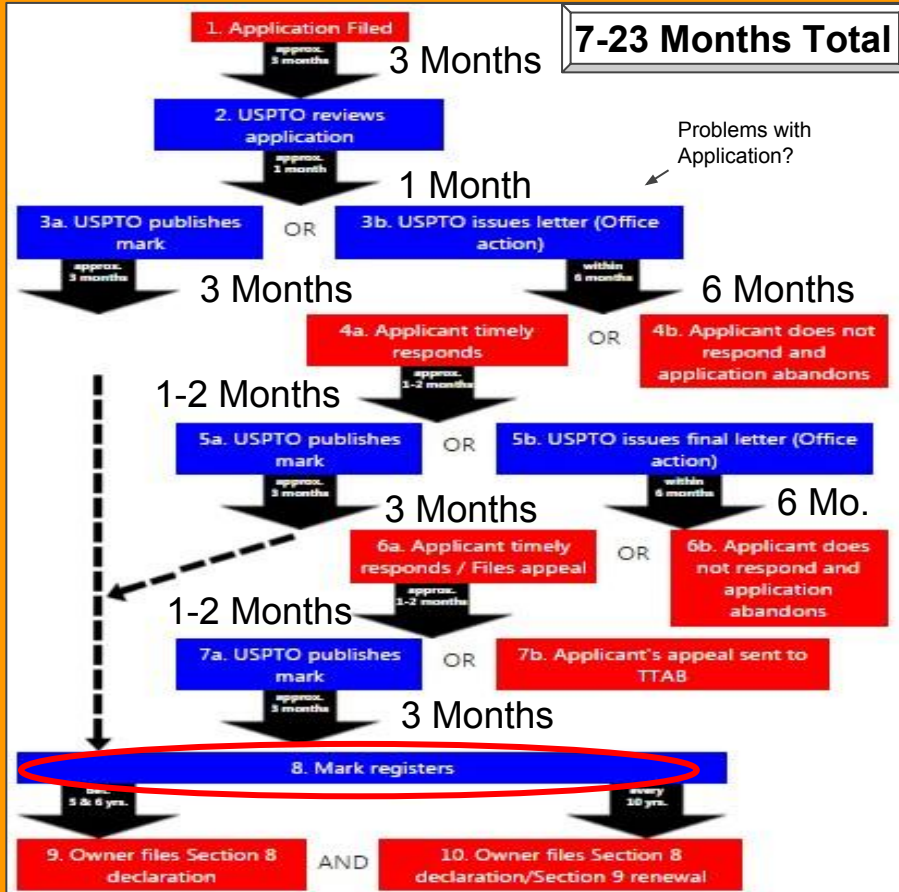 1. Application Filed
7-23 Months Total
approx.
3 months
3 Months
2. USPTO reviews
application
Problems with
Application?
approx.
1 month
1 Month
3a. USPTO publishes
mark
OR
3b. USPTO issues letter (Office
action)
approx.
3 months
3 Months
within
6 months
6 Months
4a. Applicant timely
responds
OR
4b. Applicant does not
respond and
application abandons
approx.
1-2 months
1-2 Months
5a. USPTO publishes
mark
OR
5b. USPTO issues final letter (Office
action)
approx.
3 months
3 Months
within
6 months
6 Mo.
6a. Applicant timely
responds / Files appeal
OR
6b. Applicant does
not respond and
application
abandons
approx.
1-2 months
1-2 Months
7a. USPTO publishes
mark
OR
7b. Applicant's appeal sent to
TTAB
approx.
3 months
3 Months
8. Mark registers
bet.
5 & 6 yrs.
every
10 yrs.
9. Owner files Section 8
declaration
AND
10. Owner files Section 8
declaration/Section 9 renewal